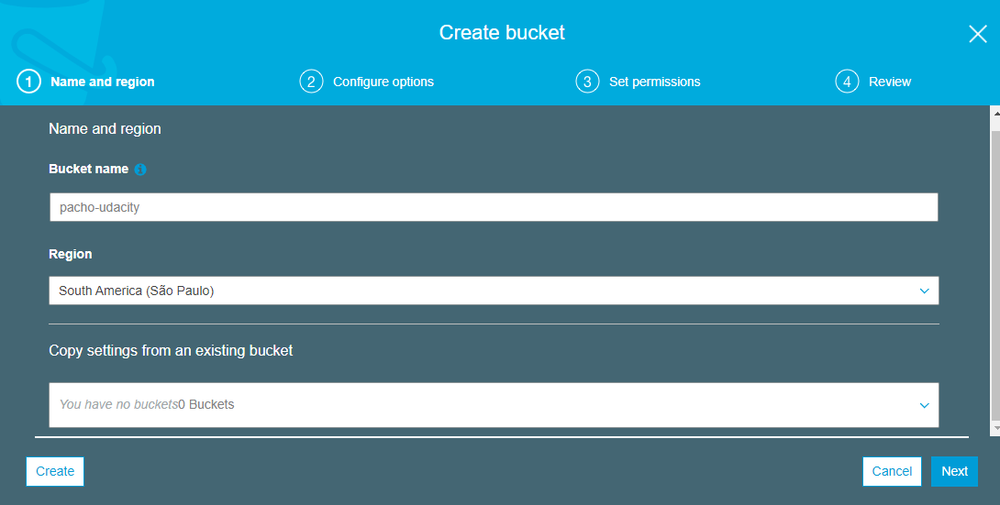 Create bucket
1 Name and region
2 Configure options
3 Set permissions
4 Review
Name and region
Bucket name
pacho-udacity
Region
South America (São Paulo)
Copy settings from an existing bucket
You have no buckets0 Buckets
Create
Cancel
Next